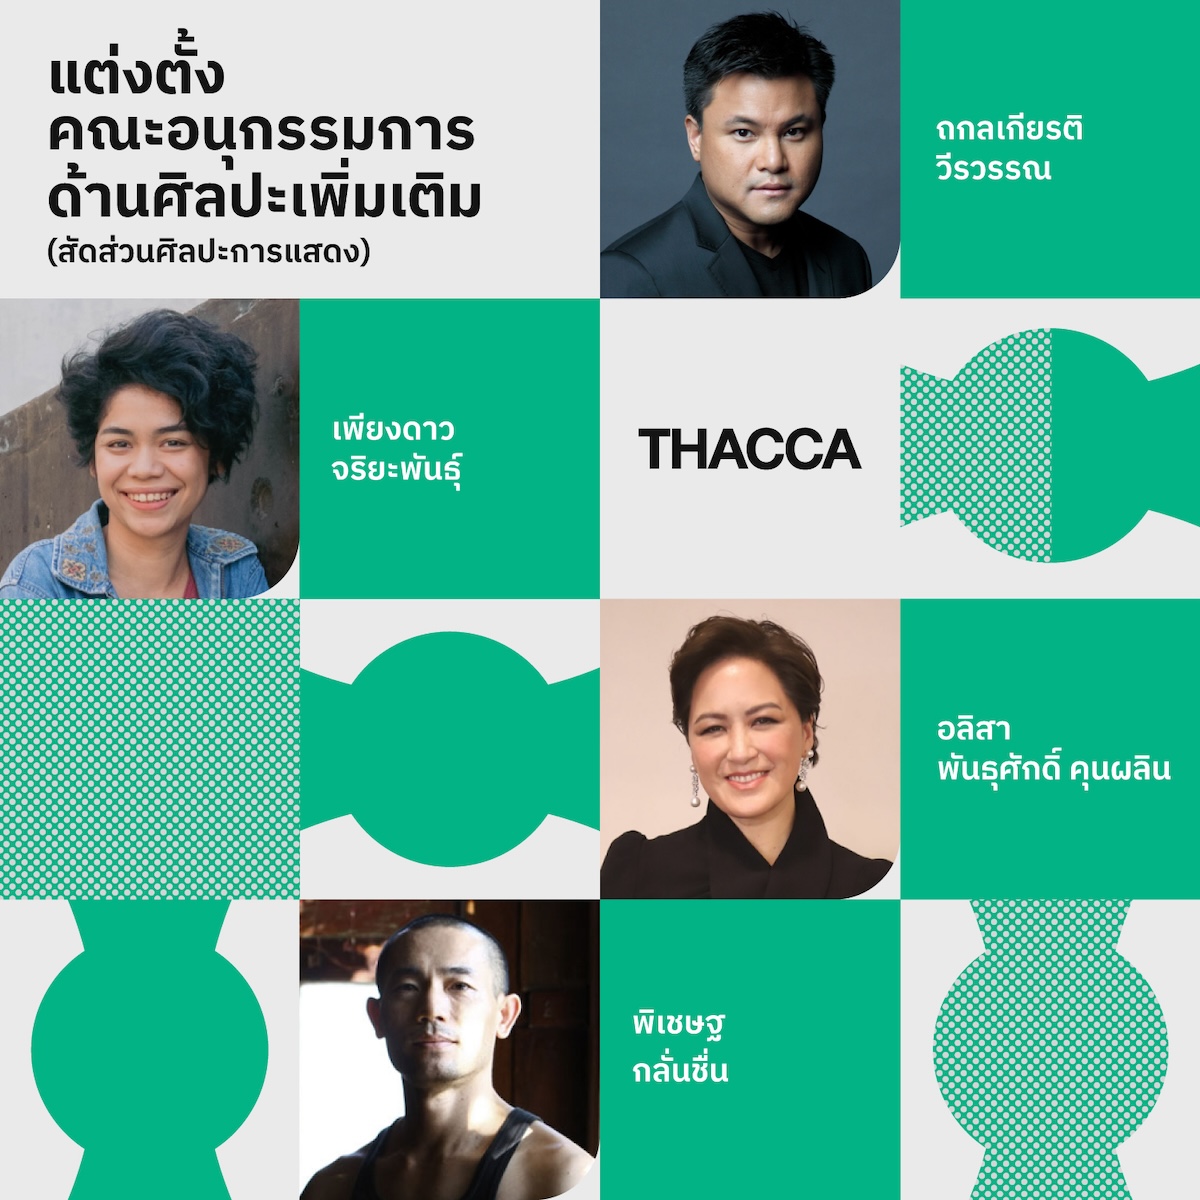 แต่งตั้ง
คณะอนุกรรมการ
ด้านศิลปะเพิ่มเติม
(สัดส่วนศิลปะการแสดง)
ถกลเกียรติ
วีรวรรณ
เพียงดาว
จริยะพันธุ์
THACCA
อลิสา
พันธุศักดิ์ คุนผลิน
พิเชษฐ
กลั่นชื่น